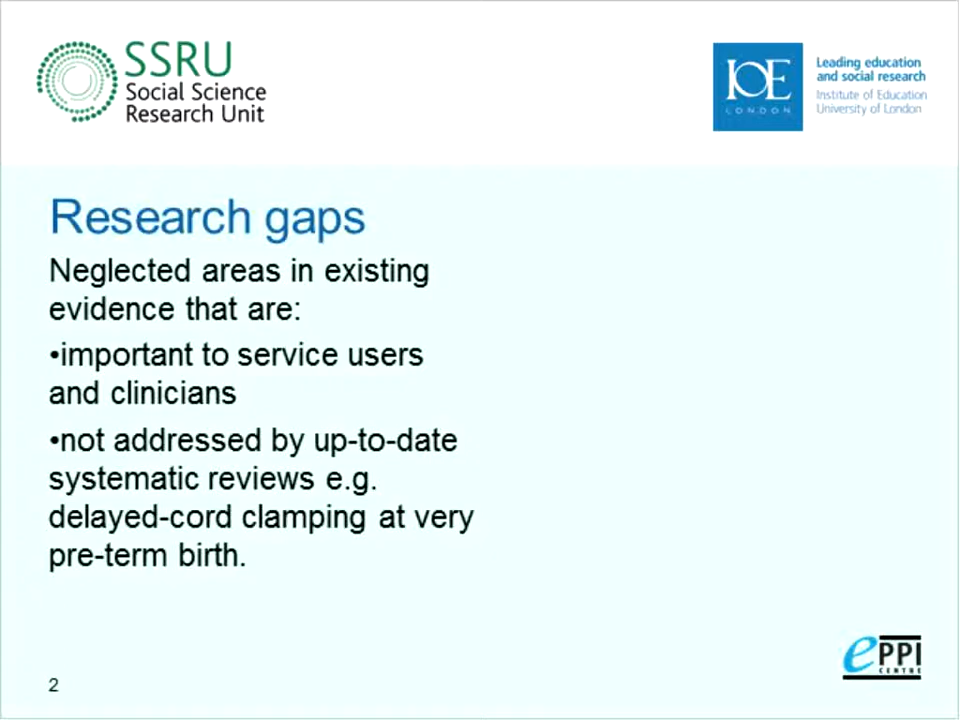 SSRU
Social Science
Research Unit
IOE
LONDON
Leading education
and social research
Institute of Education
University of London
Research gaps
Neglected areas in existing
evidence that are:
•important to service users
and clinicians
•not addressed by up-to-date
systematic reviews e.g.
delayed-cord clamping at very
pre-term birth.
2
ePPI
CENTRE